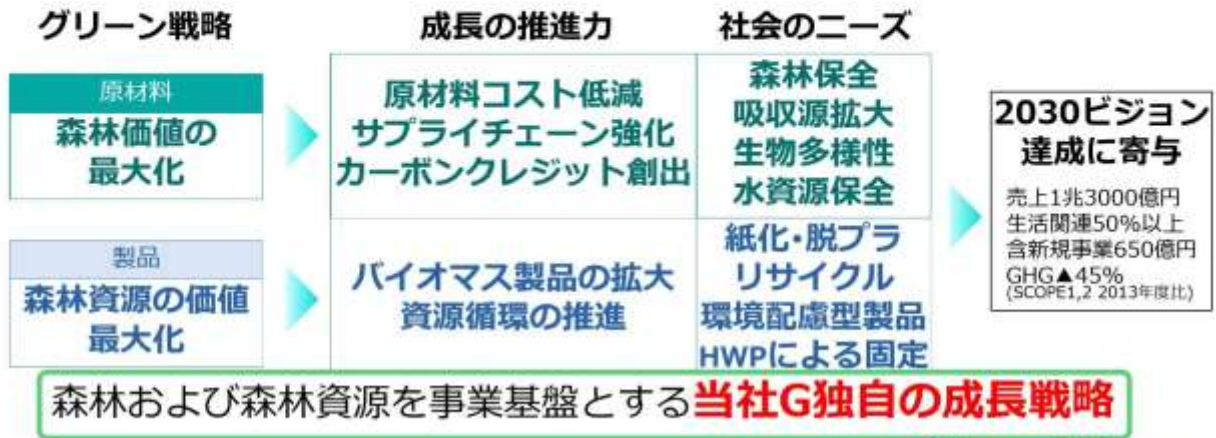 グリーン戦略
成長の推進力
社会のニーズ
原材料
森林価値の
最大化
原材料コスト低減
サプライチェーン強化
カーボンクレジット創出
森林保全
吸収源拡大
生物多様性
水資源保全
製品
森林資源の価値
最大化
バイオマス製品の拡大
資源循環の推進
紙化・脱プラ
リサイクル
環境配慮型製品
HWPによる固定
2030ビジョン
達成に寄与
売上1兆3000億円
生活関連50%以上
含新規事業650億円
GHG▲45%
(SCOPE1,2 2013年度比)
森林および森林資源を事業基盤とする当社G独自の成長戦略